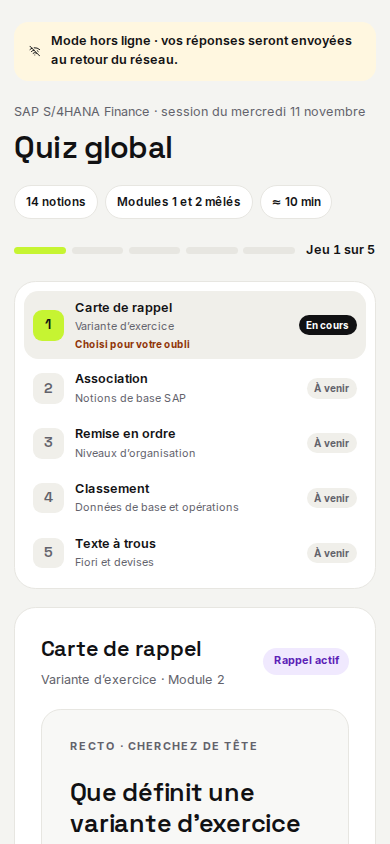 Mode hors ligne · vos réponses seront envoyées
au retour du réseau.
SAP S/4HANA Finance · session du mercredi 11 novembre
Quiz global
14 notions
Modules 1 et 2 mêlés
≈ 10 min
Jeu 1 sur 5
1
Carte de rappel
Variante d’exercice
Choisi pour votre oubli
En cours
2
Association
Notions de base SAP
À venir
3
Remise en ordre
Niveaux d’organisation
À venir
4
Classement
Données de base et opérations
À venir
5
Texte à trous
Fiori et devises
À venir
Carte de rappel
Variante d’exercice · Module 2
Rappel actif
RECTO · CHERCHEZ DE TÊTE
Que définit une
variante d’exercice